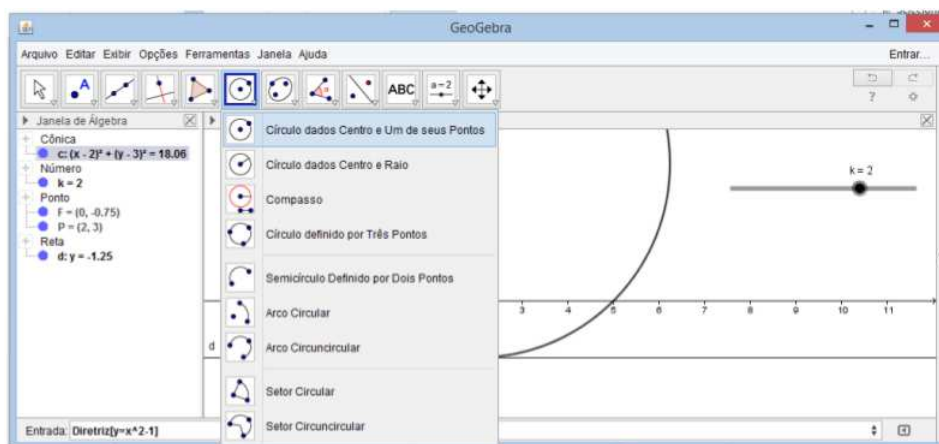 GeoGebra
Arquivo Editar Exibir Opções Ferramentas Janela Ajuda
Entrar...
ABC
a=2
?
Janela de Álgebra
Cônica
c: (x - 2)² + (y - 3)² = 18.06
Número
k = 2
Ponto
F = (0, -0.75)
P = (2, 3)
Reta
d: y = -1.25
Círculo dados Centro e Um de seus Pontos
Círculo dados Centro e Raio
Compasso
Círculo definido por Três Pontos
Semicírculo Definido por Dois Pontos
Arco Circular
Arco Circuncircular
Setor Circular
Setor Circuncircular
k = 2
3 4 5 6 7 8 9 10 11
d
Entrada: Diretriz[y=x^2-1]